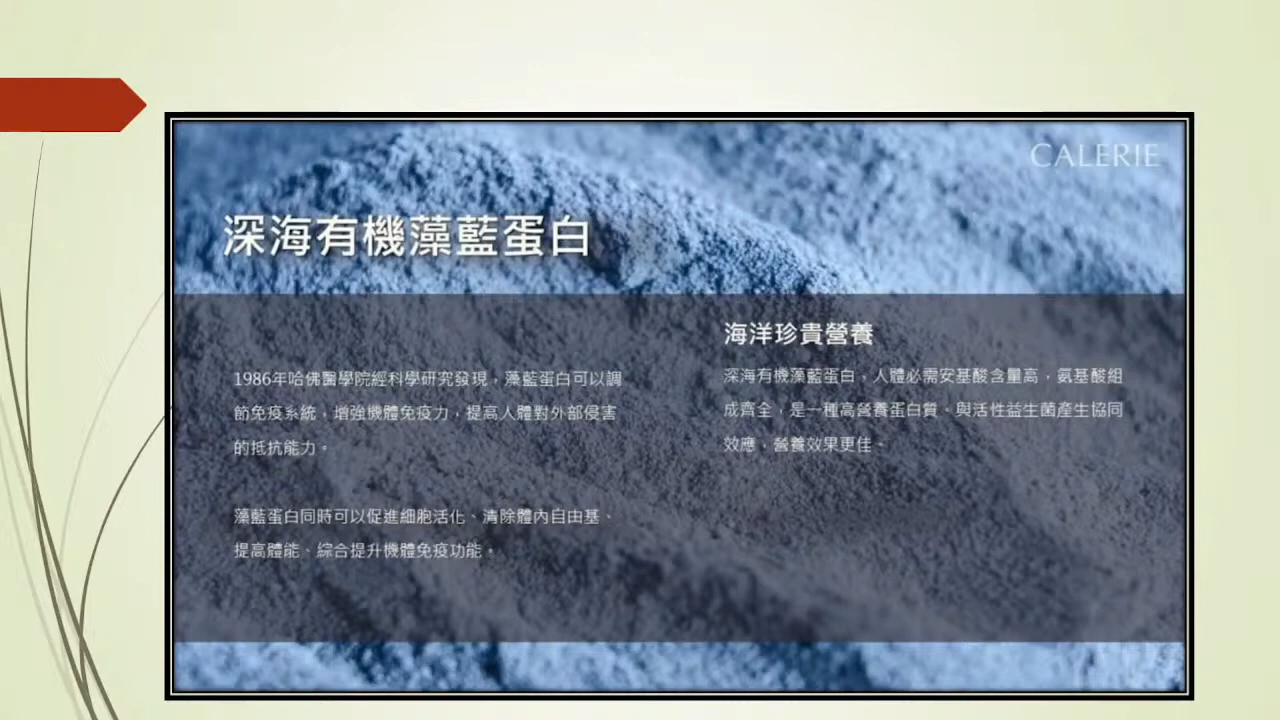 CALERIE
深海有機藻藍蛋白
1986年哈佛醫學院經科學研究發現，藻藍蛋白可以調
節免疫系統，增強機體免疫力，提高人體對外部侵害
的抵抗能力。
藻藍蛋白同時可以促進細胞活化、清除體內自由基、
提高體能、綜合提升機體免疫功能。
海洋珍貴營養
深海有機藻藍蛋白，人體必需安基酸含量高，氨基酸組
成齊全，是一種高營養蛋白質。與活性益生菌產生協同
效應，營養效果更佳。